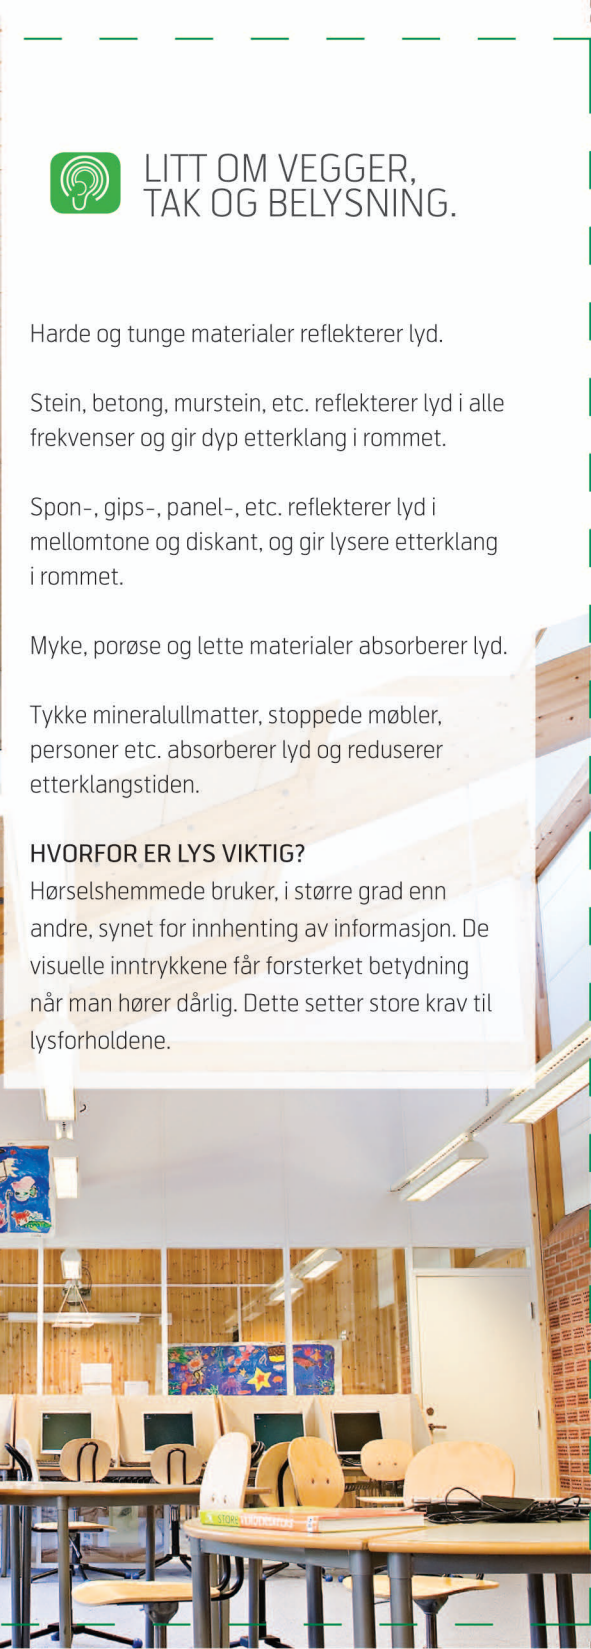 LITT OM VEGGER,
TAK OG BELYSNING.
Harde og tunge materialer reflekterer lyd.
Stein, betong, murstein, etc. reflekterer lyd i alle
frekvenser og gir dyp etterklang i rommet.
Spon-, gips-, panel-, etc. reflekterer lyd i
mellomtone og diskant, og gir lysere etterklang
i rommet.
Myke, porøse og lette materialer absorberer lyd.
Tykke mineralullmatter, stoppede møbler,
personer etc. absorberer lyd og reduserer
etterklangstiden.
HVORFOR ER LYS VIKTIG?
Hørselshemmede bruker, i større grad enn
andre, synet for innhenting av informasjon. De
visuelle inntrykkene får forsterket betydning
når man hører dårlig. Dette setter store krav til
lysforholdene.
STORE